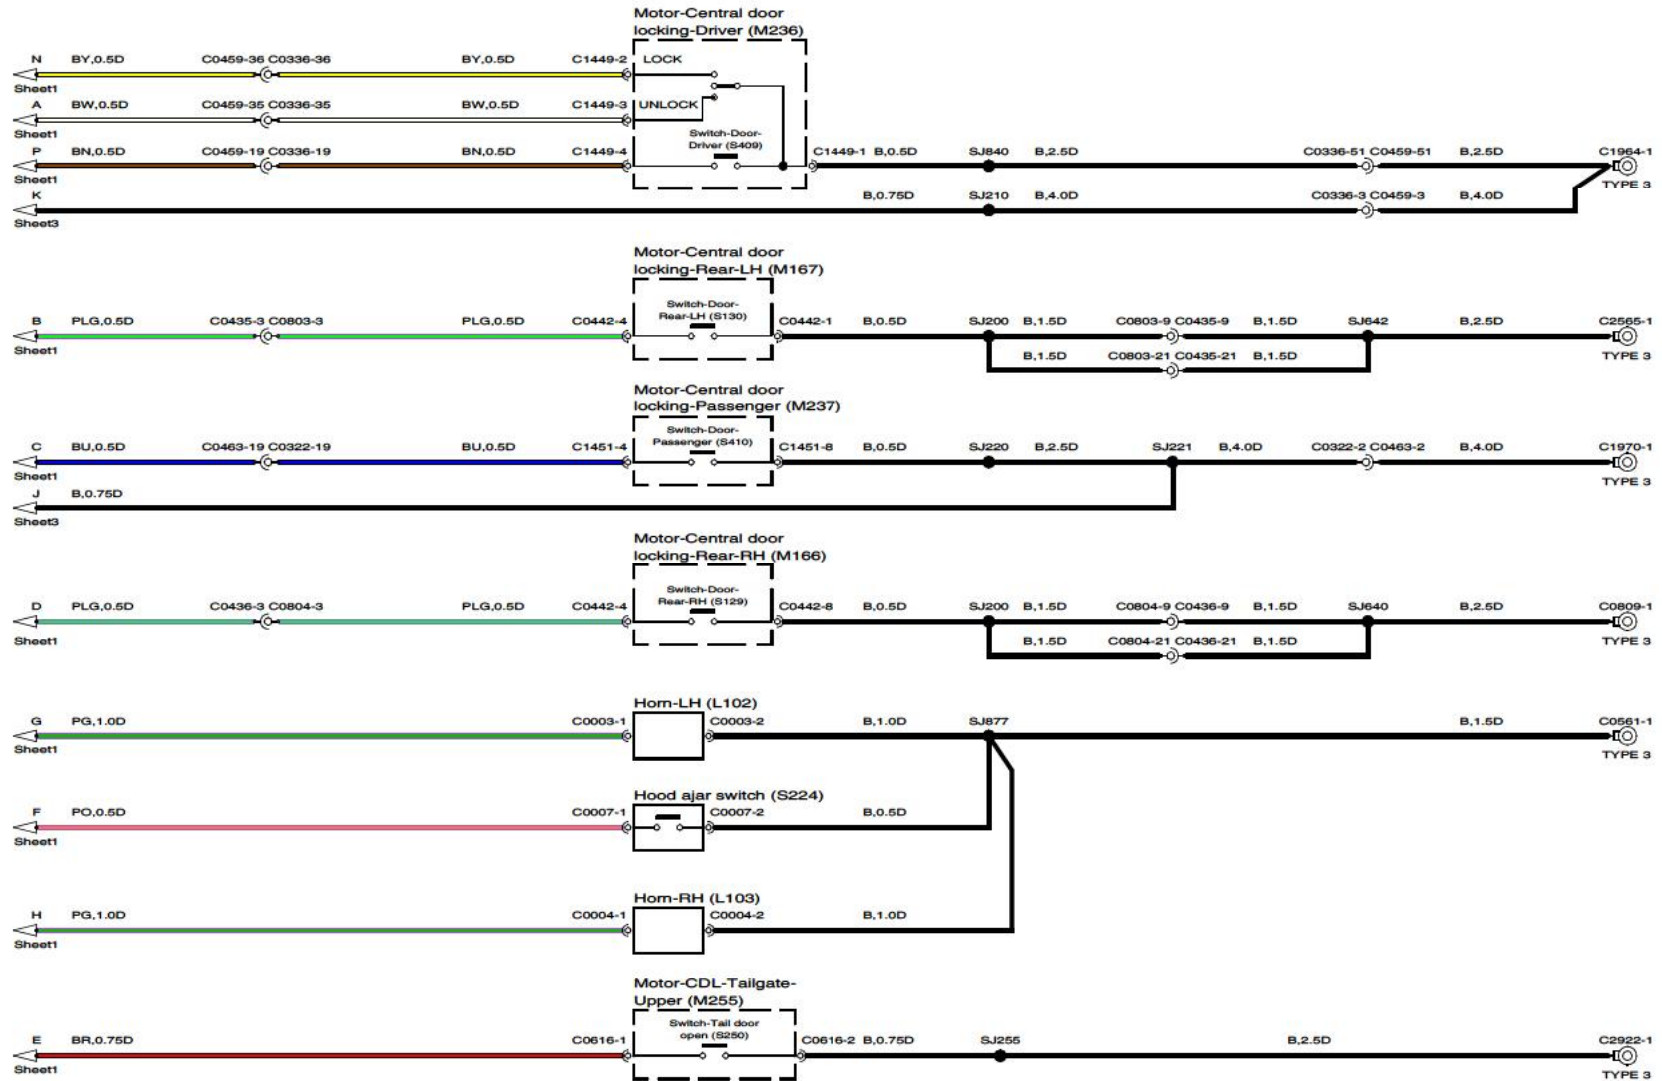 Motor-Central door
locking-Driver (M236)
N BY,0.5D C0459-36 C0336-36 BY,0.5D C1449-2 LOCK
Sheet1
A BW,0.5D C0459-35 C0336-35 BW,0.5D C1449-3 UNLOCK
Sheet1
Switch-Door-
Driver (S409)
P BN,0.5D C0459-19 C0336-19 BN,0.5D C1449-4 C1449-1 B,0.5D SJ840 B,2.5D C0336-51 C0459-51 B,2.5D C1964-1
Sheet1 TYPE 3
K B,0.75D SJ210 B,4.0D C0336-3 C0459-3 B,4.0D
Sheet3
Motor-Central door
locking-Rear-LH (M167)
Switch-Door-
Rear-LH (S130)
B PLG,0.5D C0435-3 C0803-3 PLG,0.5D C0442-4 C0442-1 B,0.5D SJ200 B,1.5D C0803-9 C0435-9 B,1.5D SJ642 B,2.5D C2565-1
Sheet1 B,1.5D C0803-21 C0435-21 B,1.5D TYPE 3
Motor-Central door
locking-Passenger (M237)
Switch-Door-
Passenger (S410)
C BU,0.5D C0463-19 C0322-19 BU,0.5D C1451-4 C1451-8 B,0.5D SJ220 B,2.5D SJ221 B,4.0D C0322-2 C0463-2 B,4.0D C1970-1
Sheet1 TYPE 3
J B,0.75D
Sheet3
Motor-Central door
locking-Rear-RH (M166)
Switch-Door-
Rear-RH (S129)
D PLG,0.5D C0436-3 C0804-3 PLG,0.5D C0442-4 C0442-8 B,0.5D SJ200 B,1.5D C0804-9 C0436-9 B,1.5D SJ640 B,2.5D C0809-1
Sheet1 B,1.5D C0804-21 C0436-21 B,1.5D TYPE 3
Horn-LH (L102)
G PG,1.0D C0003-1 C0003-2 B,1.0D SJ877 B,1.5D C0561-1
Sheet1 TYPE 3
Hood ajar switch (S224)
F PO,0.5D C0007-1 C0007-2 B,0.5D
Sheet1
Horn-RH (L103)
H PG,1.0D C0004-1 C0004-2 B,1.0D
Sheet1
Motor-CDL-Tailgate-
Upper (M255)
Switch-Tail door
open (S250)
E BR,0.75D C0616-1 C0616-2 B,0.75D SJ255 B,2.5D C2922-1
Sheet1 TYPE 3